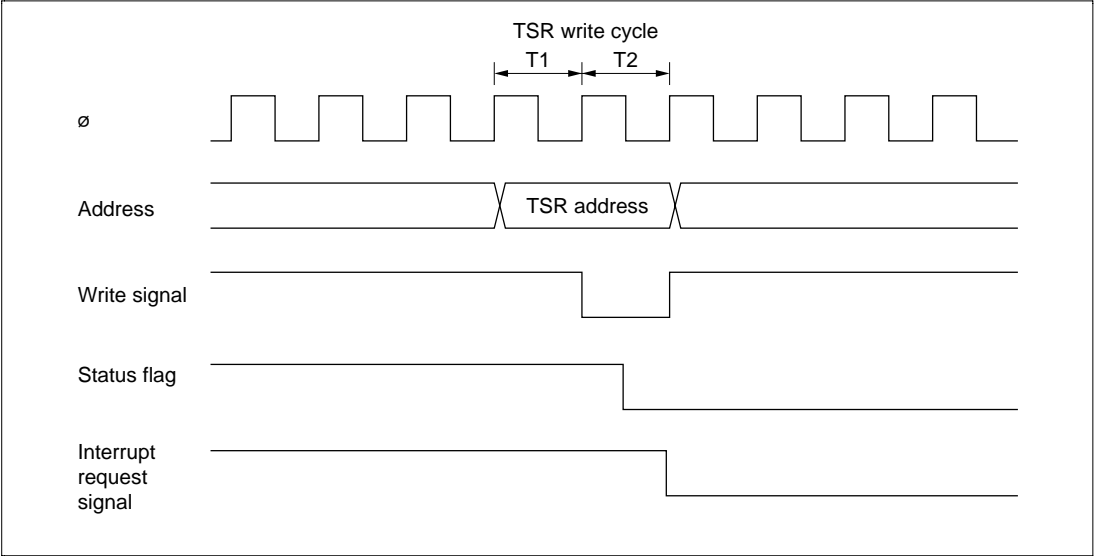 TSR write cycle
T1 T2
ø
Address
TSR address
Write signal
Status flag
Interrupt
request
signal